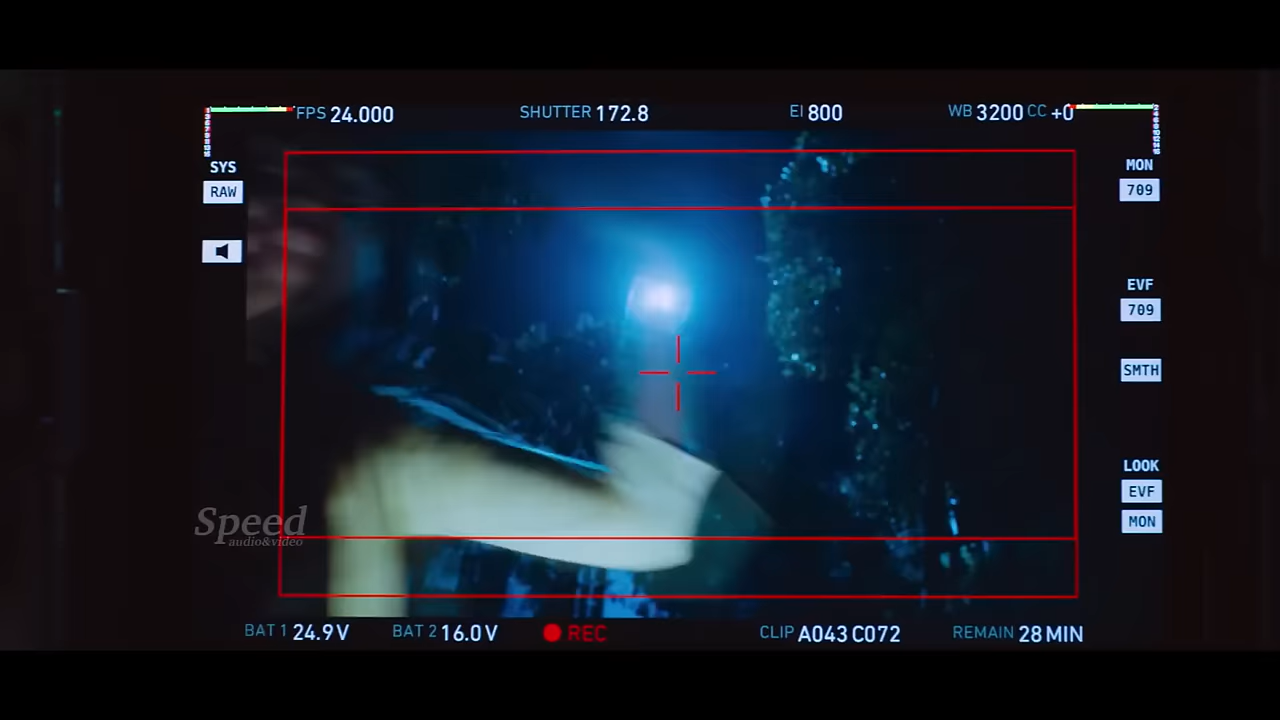 FPS 24.000 SHUTTER 172.8 EI 800 WB 3200 CC +0
SYS
RAW
MON
709
EVF
709
SMTH
LOOK
EVF
MON
Speed
audio&video
BAT 1 24.9 V BAT 2 16.0 V REC CLIP A043 C072 REMAIN 28 MIN